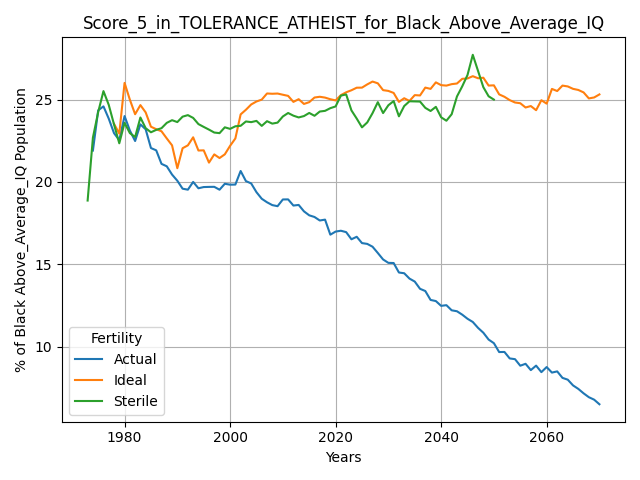 Score_5_in_TOLERANCE_ATHEIST_for_Black_Above_Average_IQ
% of Black Above_Average_IQ Population
25
20
15
10
Fertility
Actual
Ideal
Sterile
1980
2000
2020
2040
2060
Years